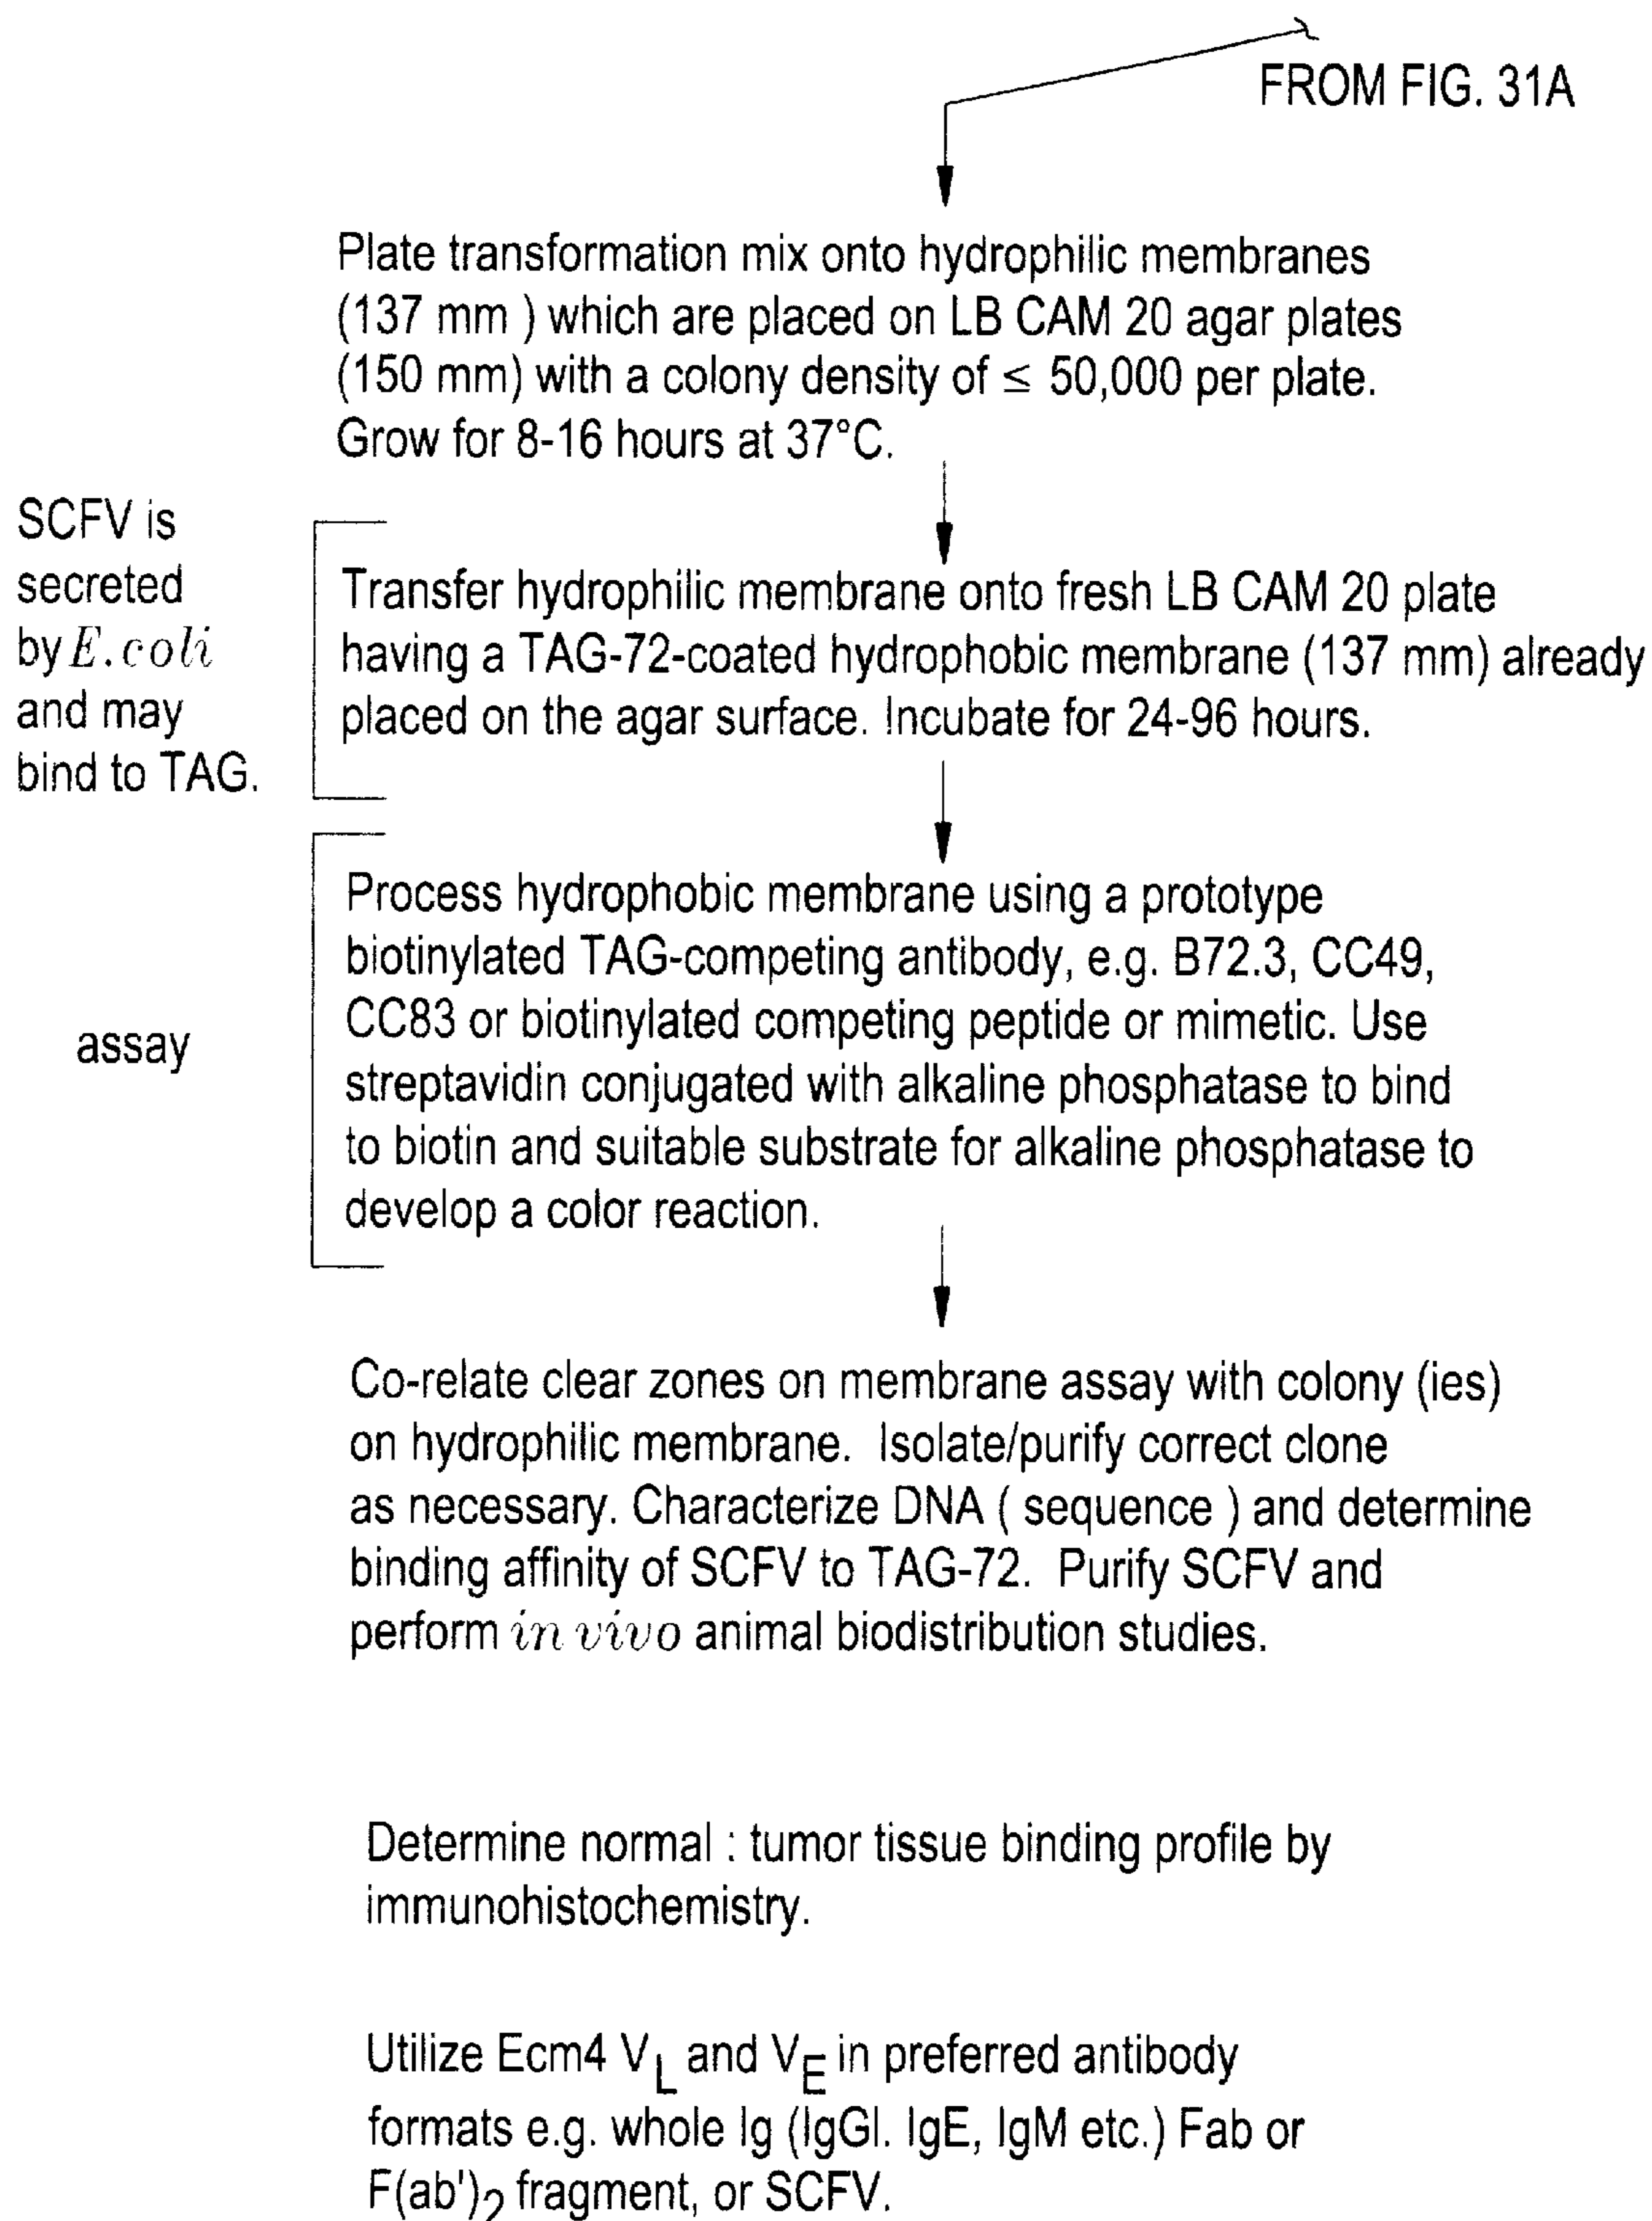 FROM FIG. 31A
Plate transformation mix onto hydrophilic membranes
(137 mm ) which are placed on LB CAM 20 agar plates
(150 mm) with a colony density of ≤ 50,000 per plate.
Grow for 8-16 hours at 37°C.
SCFV is
secreted
by E. coli
and may
bind to TAG.
Transfer hydrophilic membrane onto fresh LB CAM 20 plate
having a TAG-72-coated hydrophobic membrane (137 mm) already
placed on the agar surface. Incubate for 24-96 hours.
assay
Process hydrophobic membrane using a prototype
biotinylated TAG-competing antibody, e.g. B72.3, CC49,
CC83 or biotinylated competing peptide or mimetic. Use
streptavidin conjugated with alkaline phosphatase to bind
to biotin and suitable substrate for alkaline phosphatase to
develop a color reaction.
Co-relate clear zones on membrane assay with colony (ies)
on hydrophilic membrane. Isolate/purify correct clone
as necessary. Characterize DNA ( sequence ) and determine
binding affinity of SCFV to TAG-72. Purify SCFV and
perform in vivo animal biodistribution studies.
Determine normal : tumor tissue binding profile by
immunohistochemistry.
Utilize Ecm4 VL and VE in preferred antibody
formats e.g. whole Ig (IgGl. IgE, IgM etc.) Fab or
F(ab')2 fragment, or SCFV.